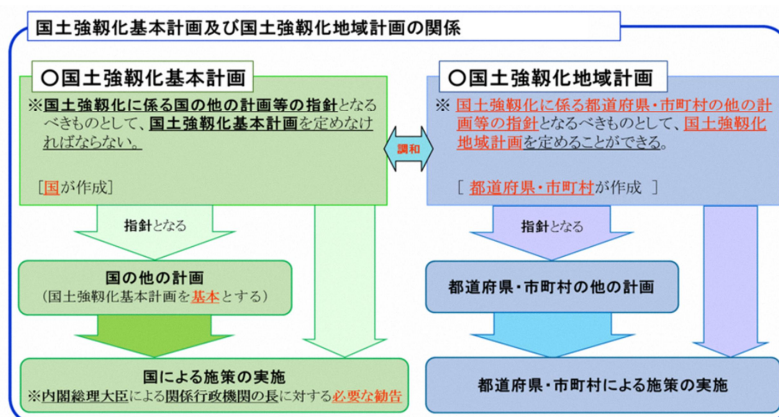 国土強靱化基本計画及び国土強靱化地域計画の関係
〇国土強靱化基本計画
※国土強靱化に係る国の他の計画等の指針となる
べきものとして、国土強靱化基本計画を定めなけ
ればならない。
[国が作成]
調和
〇国土強靱化地域計画
※ 国土強靱化に係る都道府県・市町村の他の計
画等の指針となるべきものとして、国土強靱化
地域計画を定めることができる。
[ 都道府県・市町村が作成 ]
指針となる
国の他の計画
(国土強靱化基本計画を基本とする)
国による施策の実施
※内閣総理大臣による関係行政機関の長に対する必要な勧告
指針となる
都道府県・市町村の他の計画
都道府県・市町村による施策の実施